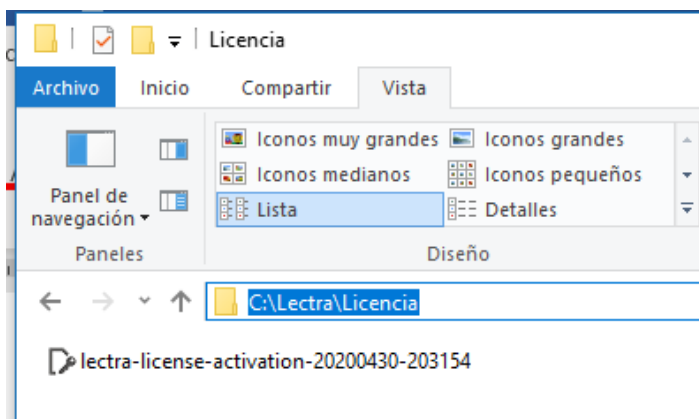 Licencia
Archivo Inicio Compartir Vista
Iconos muy grandes Iconos grandes
Iconos medianos Iconos pequeños
Lista Detalles
Panel de
navegación
Paneles Diseño
C:\Lectra\Licencia
lectra-license-activation-20200430-203154